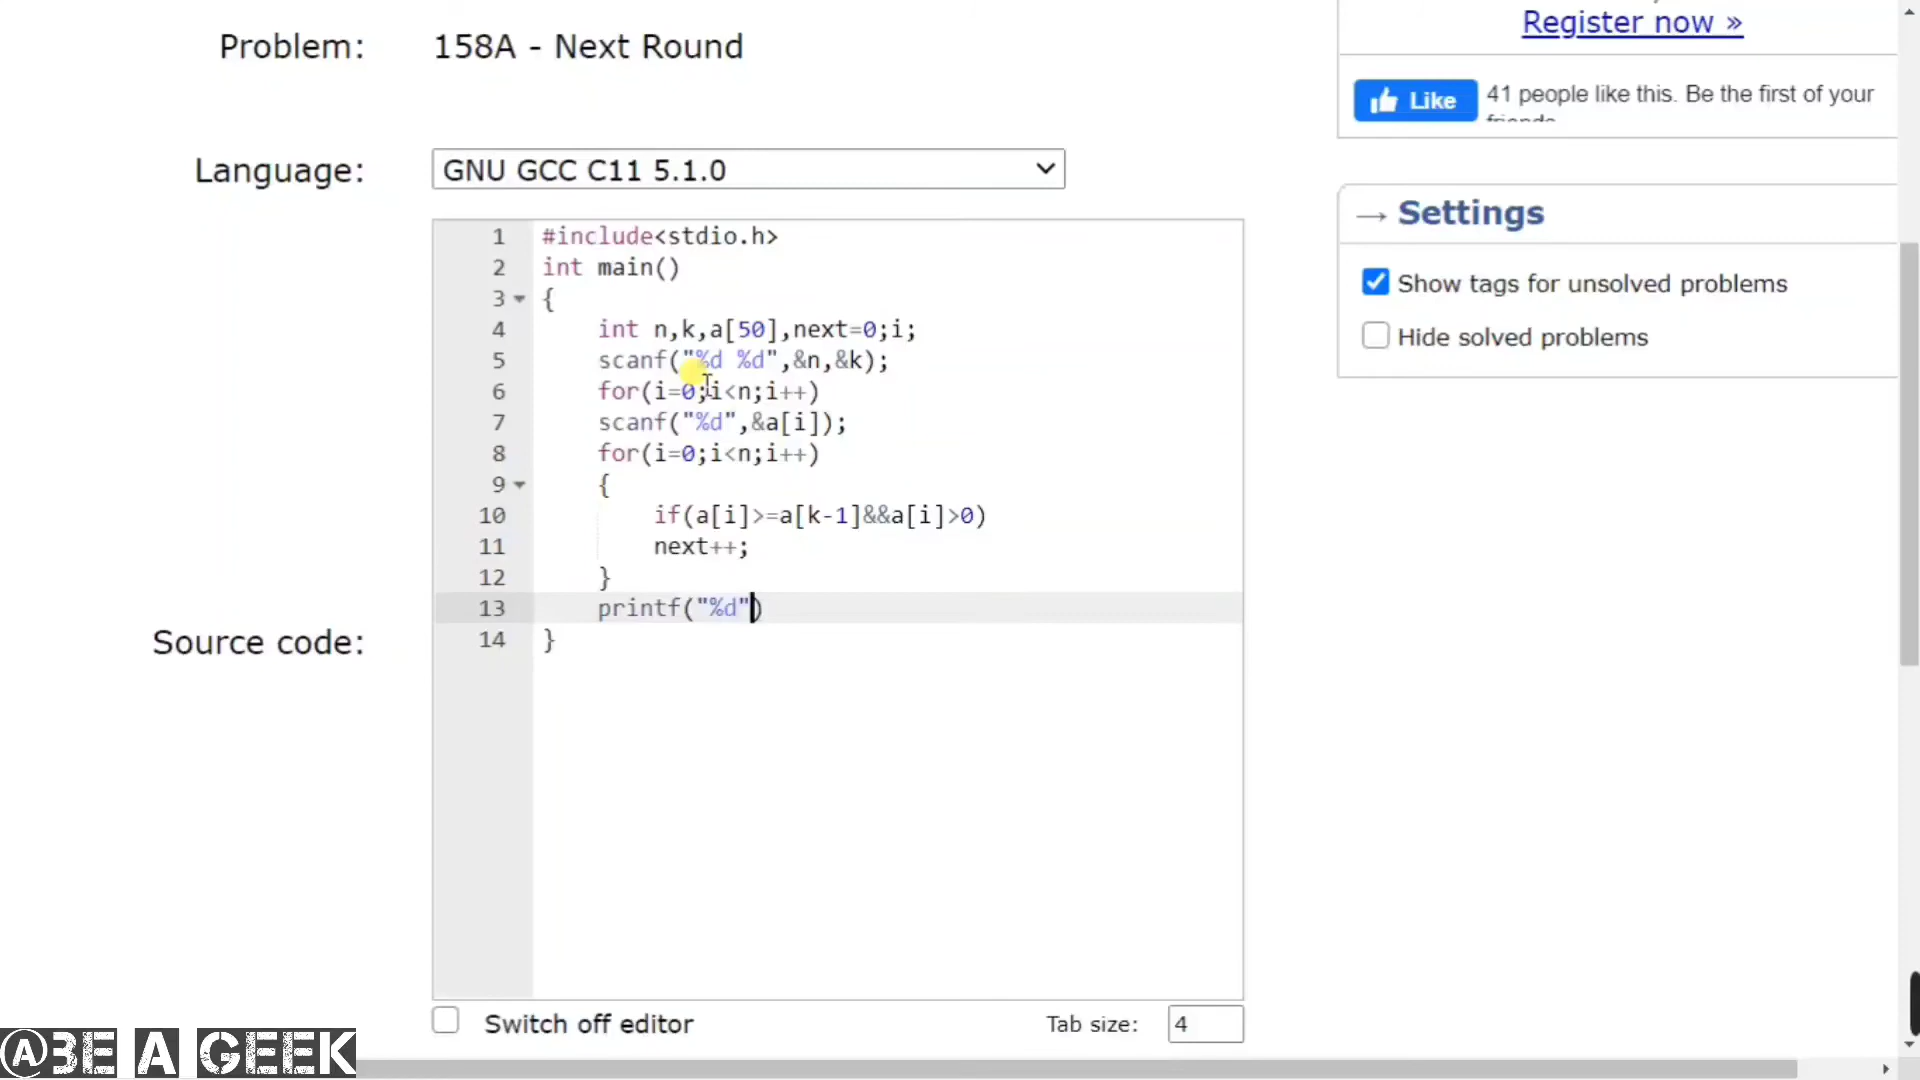 Register now »
Problem: 158A - Next Round
Like 41 people like this. Be the first of your
friends.
Language: GNU GCC C11 5.1.0
→ Settings
Show tags for unsolved problems
Hide solved problems
Source code:
1 #include<stdio.h>
2 int main()
3 {
4 int n,k,a[50],next=0;i;
5 scanf("%d %d",&n,&k);
6 for(i=0;i<n;i++)
7 scanf("%d",&a[i]);
8 for(i=0;i<n;i++)
9 {
10 if(a[i]>=a[k-1]&&a[i]>0)
11 next++;
12 }
13 printf("%d")
14 }
Switch off editor
Tab size: 4
@BE A GEEK